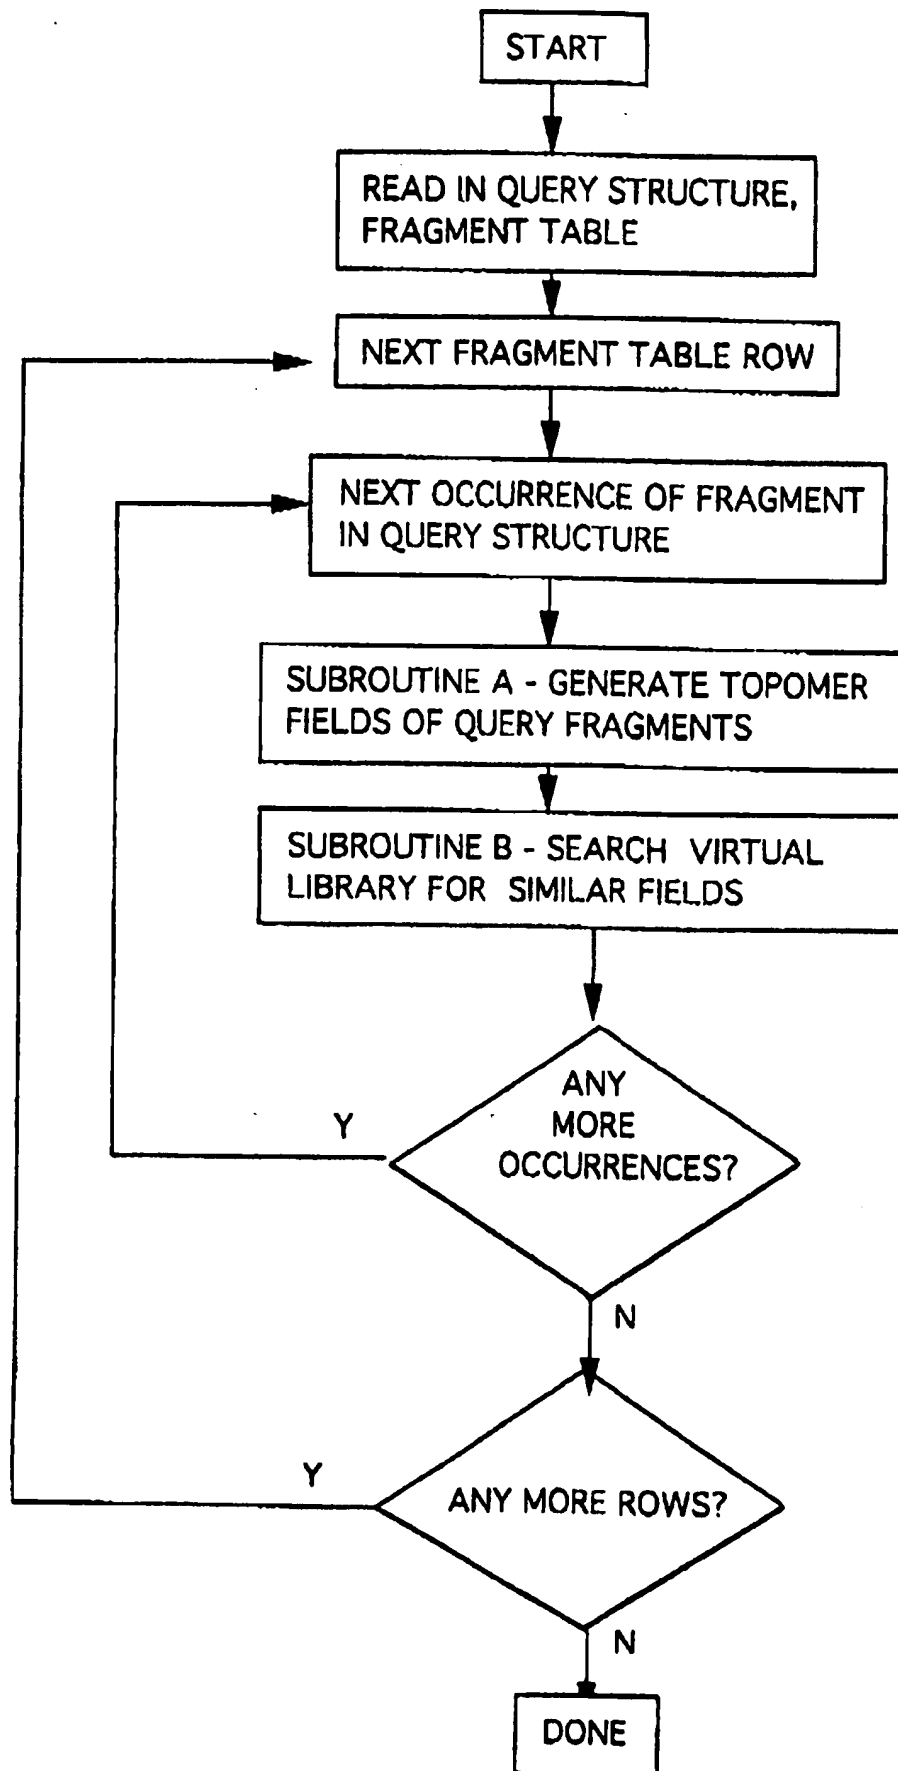 START
READ IN QUERY STRUCTURE,
FRAGMENT TABLE
NEXT FRAGMENT TABLE ROW
NEXT OCCURRENCE OF FRAGMENT
IN QUERY STRUCTURE
SUBROUTINE A - GENERATE TOPOMER
FIELDS OF QUERY FRAGMENTS
SUBROUTINE B - SEARCH VIRTUAL
LIBRARY FOR SIMILAR FIELDS
ANY
MORE
OCCURRENCES?
Y
N
ANY MORE ROWS?
Y
N
DONE